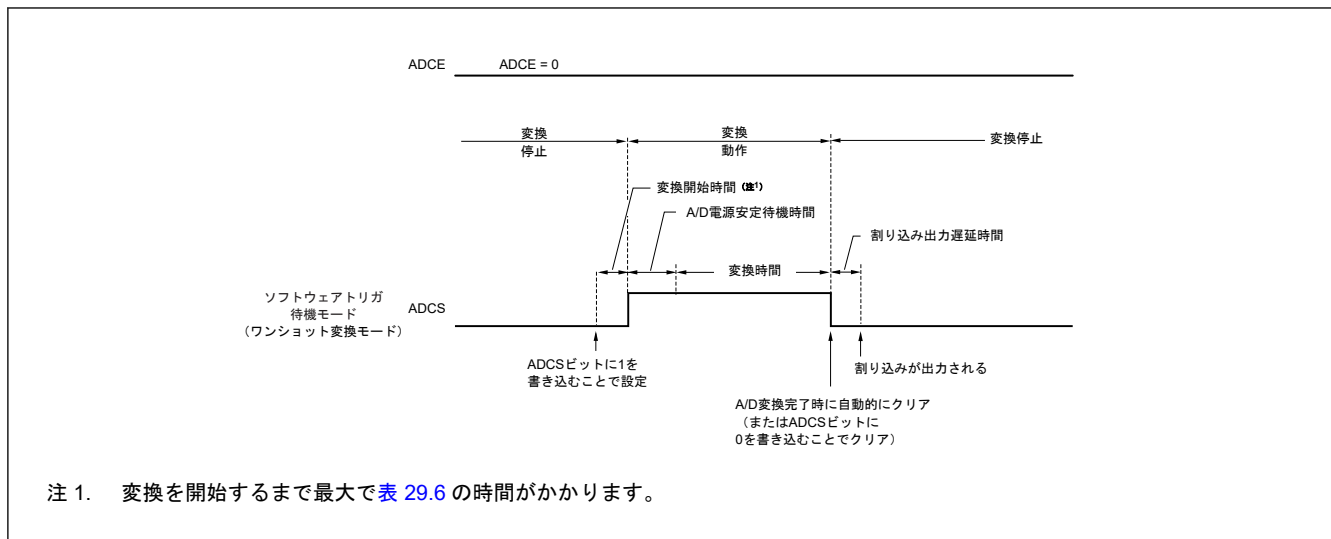 ADCE ADCE = 0
変換
停止
変換
動作
変換停止
変換開始時間 (注1)
A/D電源安定待機時間
割り込み出力遅延時間
変換時間
ソフトウェアトリガ
待機モード
（ワンショット変換モード）
ADCS
ADCSビットに1を
書き込むことで設定
割り込みが出力される
A/D変換完了時に自動的にクリア
（またはADCSビットに
0を書き込むことでクリア）
注 1. 変換を開始するまで最大で表 29.6 の時間がかかります。